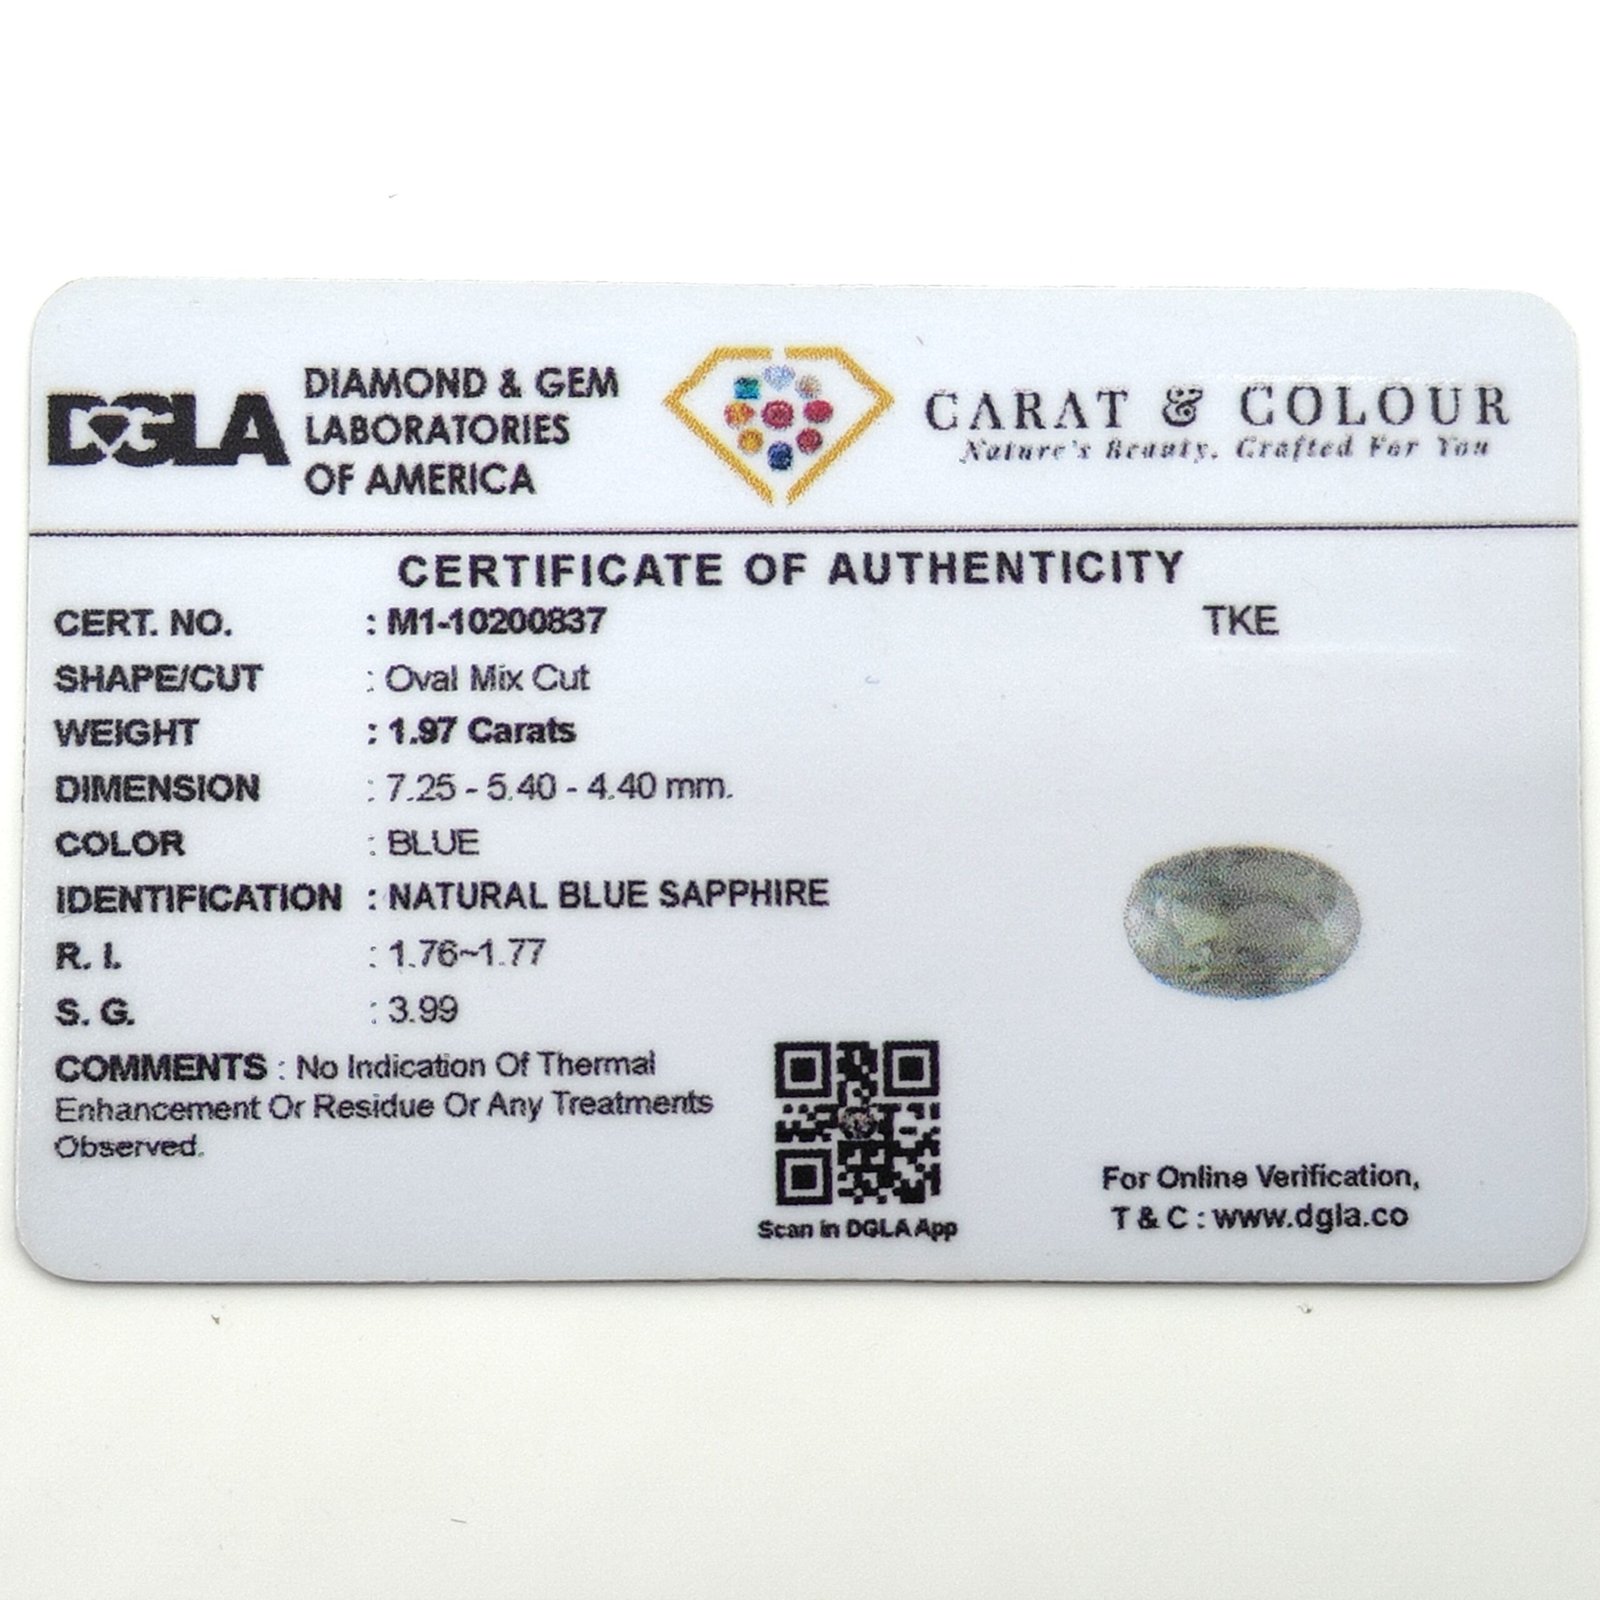 DGLA
DIAMOND & GEM
LABORATORIES
OF AMERICA
CARAT & COLOUR
Nature's Beauty, Crafted For You
CERTIFICATE OF AUTHENTICITY
CERT. NO. : M1-10200837
TKE
SHAPE/CUT : Oval Mix Cut
WEIGHT : 1.97 Carats
DIMENSION : 7.25 - 5.40 - 4.40 mm.
COLOR : BLUE
IDENTIFICATION : NATURAL BLUE SAPPHIRE
R. I. : 1.76~1.77
S. G. : 3.99
COMMENTS : No Indication Of Thermal
Enhancement Or Residue Or Any Treatments
Observed.
Scan in DGLA App
For Online Verification,
T & C : www.dgla.co